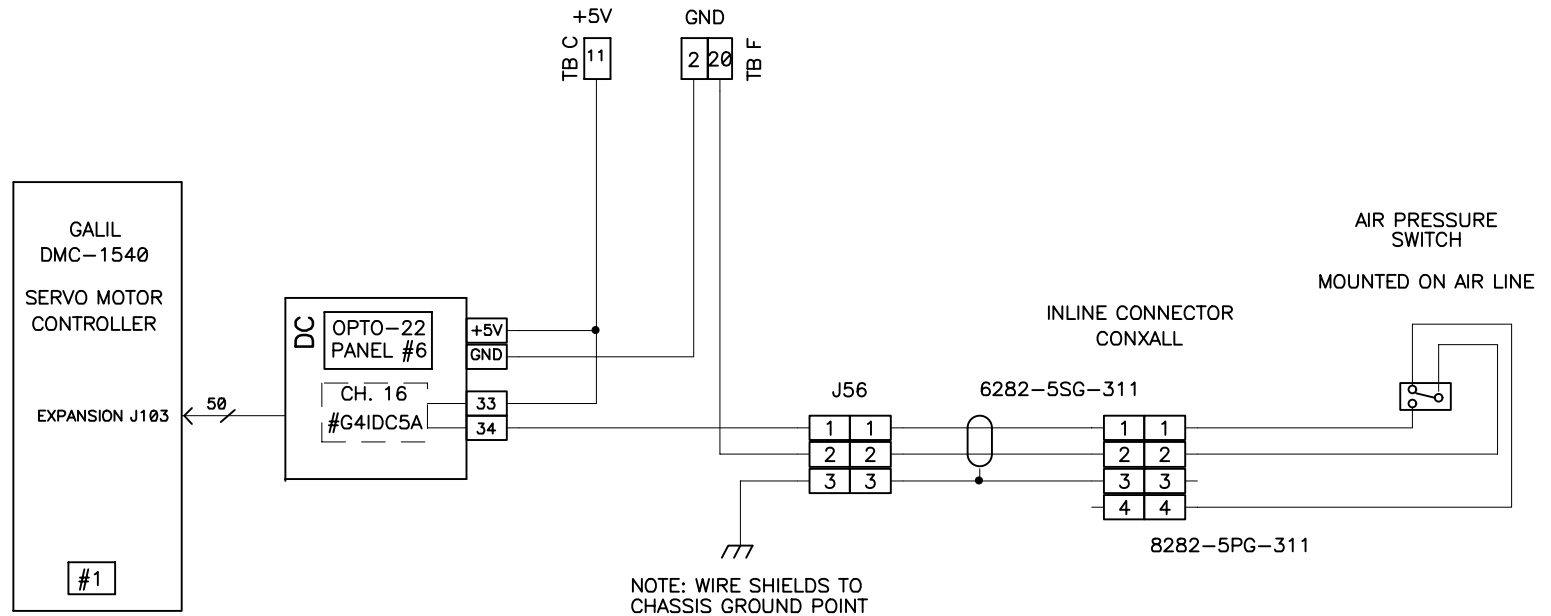 +5V
GND
TB C
11
2 20
TB F
GALIL
DMC-1540
SERVO MOTOR
CONTROLLER
EXPANSION J103
#1
50
DC
OPTO-22
PANEL #6
+5V
GND
CH. 16
#G4IDC5A
33
34
J56
1 1
2 2
3 3
NOTE: WIRE SHIELDS TO
CHASSIS GROUND POINT
INLINE CONNECTOR
CONXALL
6282-5SG-311
1 1
2 2
3 3
4 4
8282-5PG-311
AIR PRESSURE
SWITCH
MOUNTED ON AIR LINE